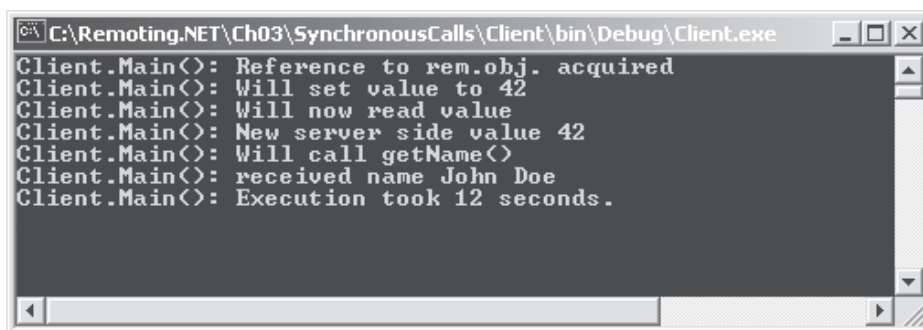 C:\Remoting.NET\Ch03\SynchronousCalls\Client\bin\Debug\Client.exe
Client.Main(): Reference to rem.obj. acquired
Client.Main(): Will set value to 42
Client.Main(): Will now read value
Client.Main(): New server side value 42
Client.Main(): Will call getName()
Client.Main(): received name John Doe
Client.Main(): Execution took 12 seconds.